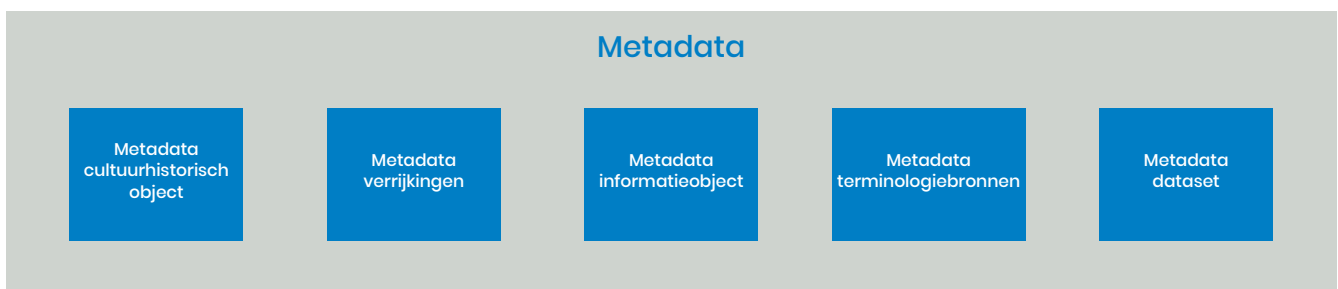 Metadata
Metadata
cultuurhistorisch
object
Metadata
verrijkingen
Metadata
informatieobject
Metadata
terminologiebronnen
Metadata
dataset